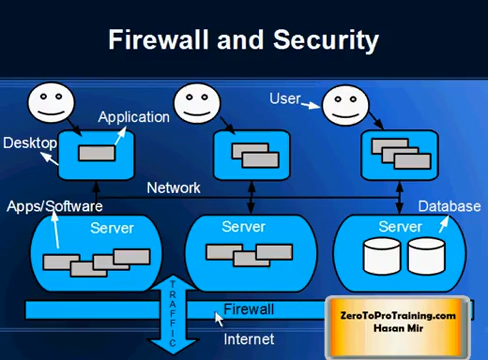 Firewall and Security
User
Application
Desktop
Network
Apps/Software
Database
Server
Server
Server
TRAFFIC
Firewall
Internet
ZeroToProTraining.com
Hasan Mir